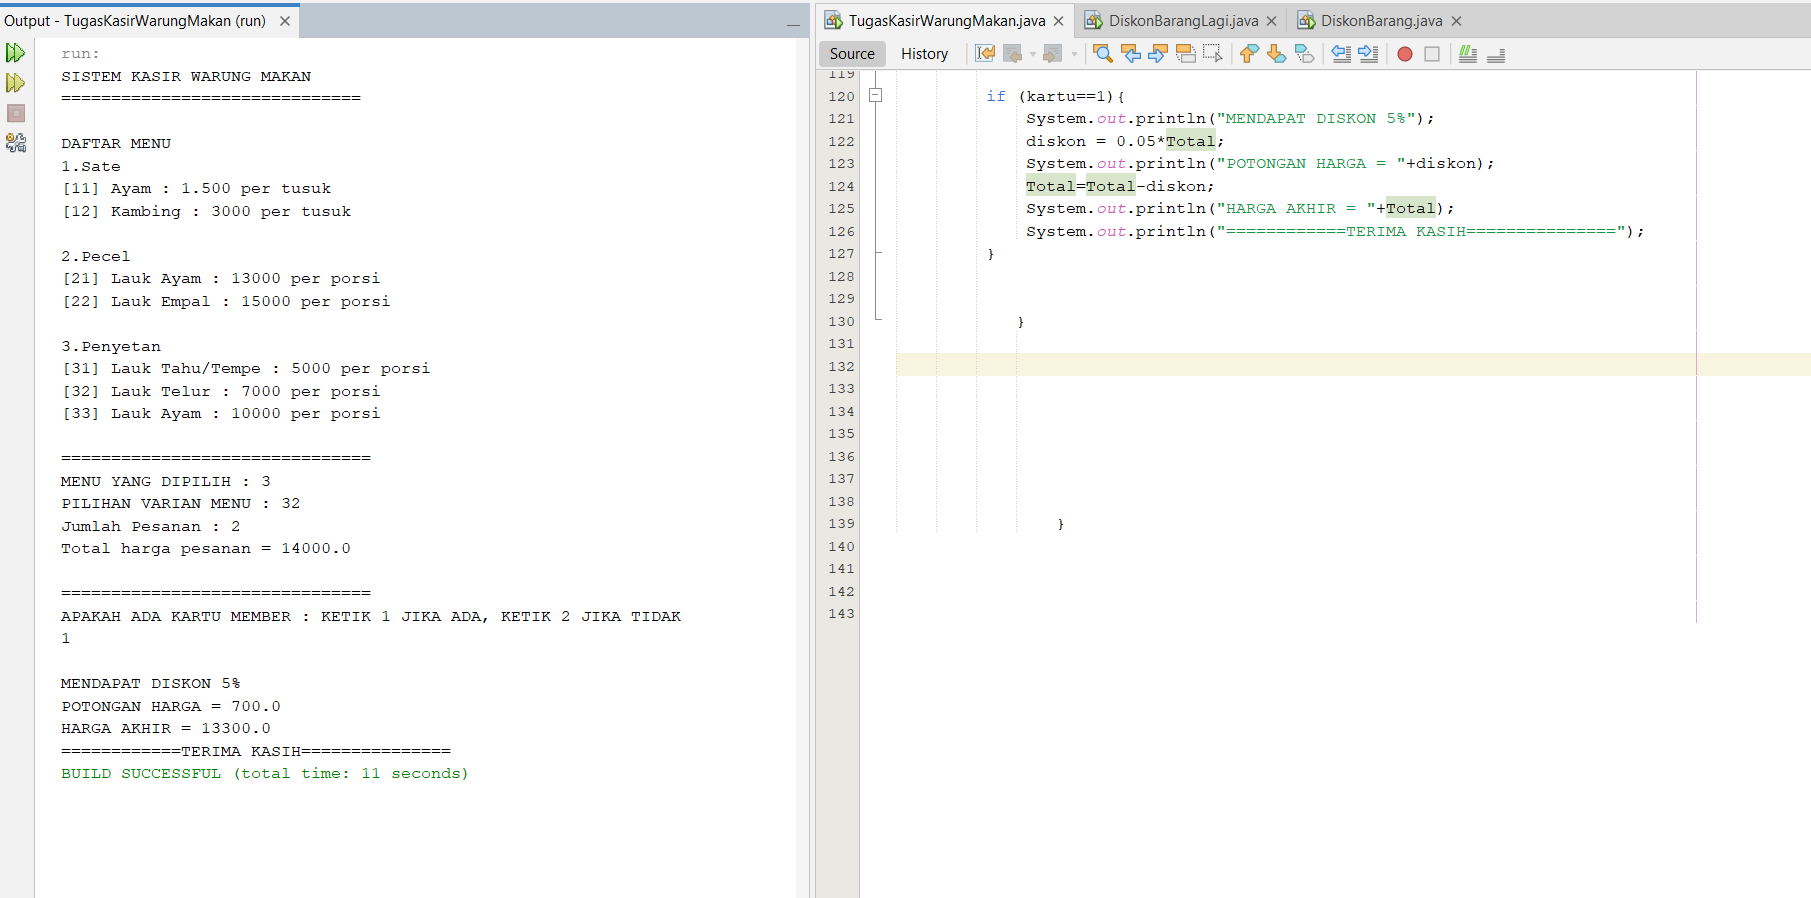 Output - TugasKasirWarungMakan (run)
run:
SISTEM KASIR WARUNG MAKAN
==============================
DAFTAR MENU
1.Sate
[11] Ayam : 1.500 per tusuk
[12] Kambing : 3000 per tusuk
2.Pecel
[21] Lauk Ayam : 13000 per porsi
[22] Lauk Empal : 15000 per porsi
3.Penyetan
[31] Lauk Tahu/Tempe : 5000 per porsi
[32] Lauk Telur : 7000 per porsi
[33] Lauk Ayam : 10000 per porsi
===============================
MENU YANG DIPILIH : 3
PILIHAN VARIAN MENU : 32
Jumlah Pesanan : 2
Total harga pesanan = 14000.0
===============================
APAKAH ADA KARTU MEMBER : KETIK 1 JIKA ADA, KETIK 2 JIKA TIDAK
1
MENDAPAT DISKON 5%
POTONGAN HARGA = 700.0
HARGA AKHIR = 13300.0
============TERIMA KASIH===============
BUILD SUCCESSFUL (total time: 11 seconds)
TugasKasirWarungMakan.java DiskonBarangLagi.java DiskonBarang.java
Source History
119
120 if (kartu==1){
121 System.out.println("MENDAPAT DISKON 5%");
122 diskon = 0.05*Total;
123 System.out.println("POTONGAN HARGA = "+diskon);
124 Total=Total-diskon;
125 System.out.println("HARGA AKHIR = "+Total);
126 System.out.println("============TERIMA KASIH===============");
127 }
128
129
130 }
131
132
133
134
135
136
137
138
139 }
140
141
142
143